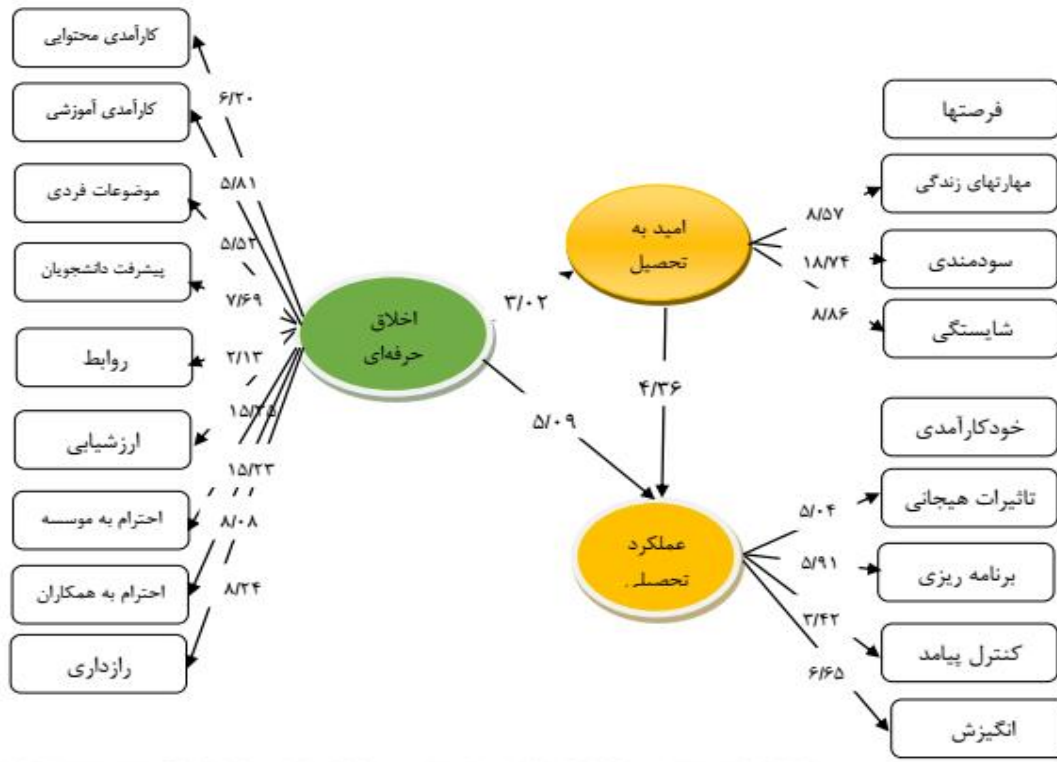 کارآمدی محتوایی
کارآمدی آموزشی
موضوعات فردی
پیشرفت دانشجویان
روابط
ارزشیابی
احترام به موسسه
احترام به همکاران
رازداری
۶/۲۰
۵/۸۱
۵/۵۲
۷/۶۹
۲/۱۳
۱۵/۳۵
۱۵/۲۳
۸/۰۸
۸/۲۴
اخلاق
حرفه‌ای
۳/۰۲
۵/۰۹
امید به
تحصیل
۴/۳۶
عملکرد
تحصیلی
۸/۵۷
۱۸/۷۴
۸/۸۶
فرصتها
مهارتهای زندگی
سودمندی
شایستگی
۵/۰۴
۵/۹۱
۳/۴۲
۶/۶۵
خودکارآمدی
تاثیرات هیجانی
برنامه ریزی
کنترل پیامد
انگیزش